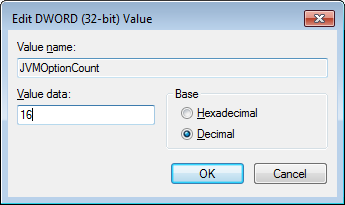 Edit DWORD (32-bit) Value
Value name:
JVMOptionCount
Value data:
16
Base
Hexadecimal
Decimal
OK
Cancel